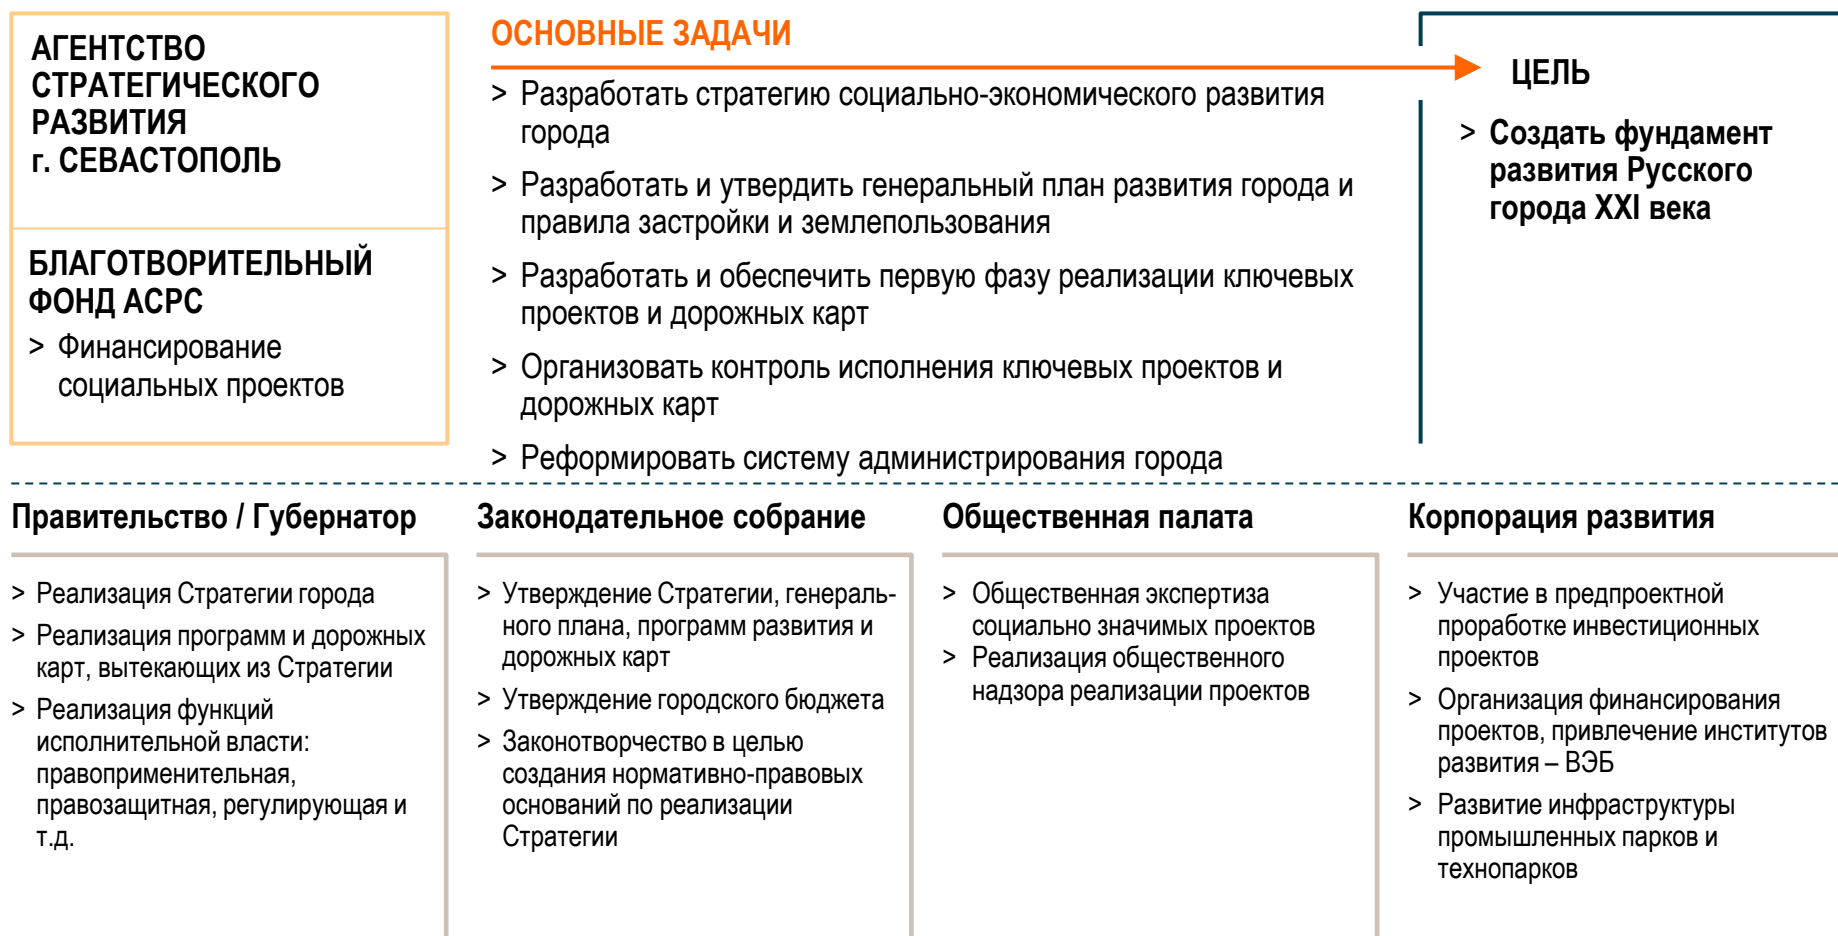 АГЕНТСТВО
СТРАТЕГИЧЕСКОГО
РАЗВИТИЯ
г. СЕВАСТОПОЛЬ
БЛАГОТВОРИТЕЛЬНЫЙ
ФОНД АСРС
> Финансирование
социальных проектов
ОСНОВНЫЕ ЗАДАЧИ
> Разработать стратегию социально-экономического развития
города
> Разработать и утвердить генеральный план развития города и
правила застройки и землепользования
> Разработать и обеспечить первую фазу реализации ключевых
проектов и дорожных карт
> Организовать контроль исполнения ключевых проектов и
дорожных карт
> Реформировать систему администрирования города
ЦЕЛЬ
> Создать фундамент
развития Русского
города XXI века
Правительство / Губернатор
> Реализация Стратегии города
> Реализация программ и дорожных
карт, вытекающих из Стратегии
> Реализация функций
исполнительной власти:
правоприменительная,
правозащитная, регулирующая и
т.д.
Законодательное собрание
> Утверждение Стратегии, генераль-
ного плана, программ развития и
дорожных карт
> Утверждение городского бюджета
> Законотворчество в целью
создания нормативно-правовых
оснований по реализации
Стратегии
Общественная палата
> Общественная экспертиза
социально значимых проектов
> Реализация общественного
надзора реализации проектов
Корпорация развития
> Участие в предпроектной
проработке инвестиционных
проектов
> Организация финансирования
проектов, привлечение институтов
развития – ВЭБ
> Развитие инфраструктуры
промышленных парков и
технопарков